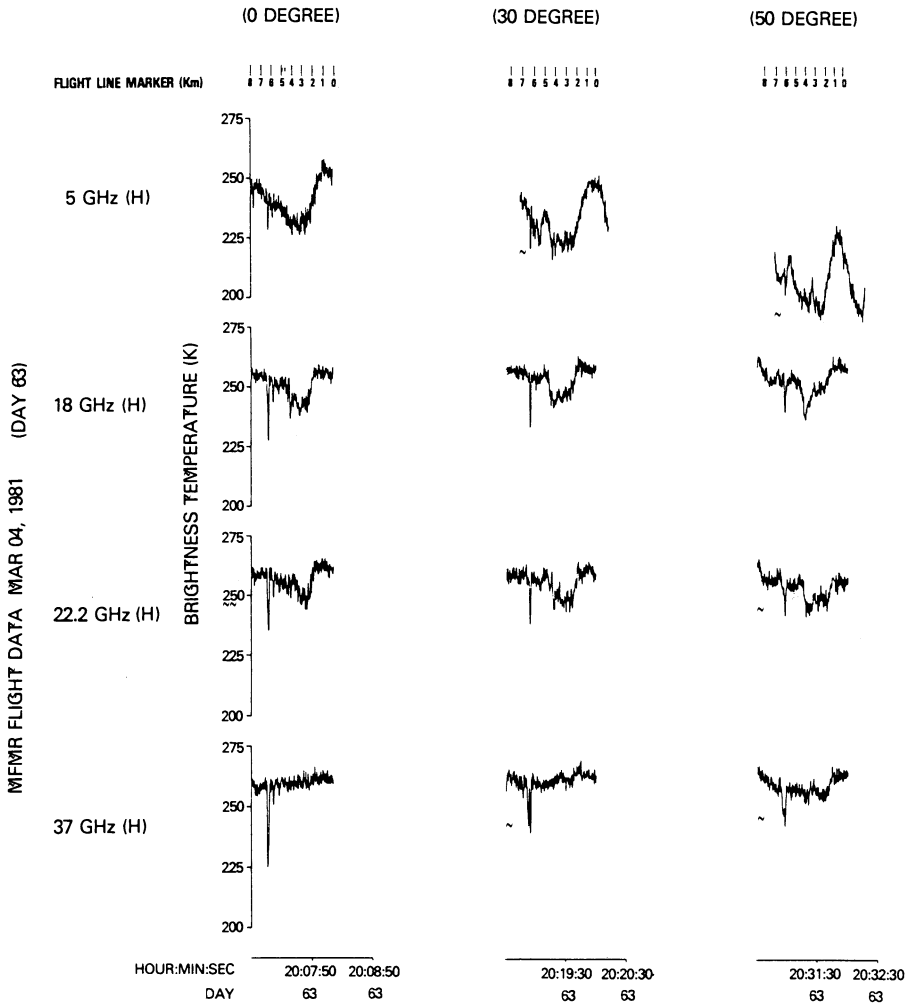 (0 DEGREE) (30 DEGREE) (50 DEGREE)
FLIGHT LINE MARKER (Km) 8 7 6 5 4 3 2 1 0 8 7 6 5 4 3 2 1 0 8 7 6 5 4 3 2 1 0
MFMR FLIGHT DATA MAR 04, 1981 (DAY 63)
BRIGHTNESS TEMPERATURE (K)
5 GHz (H)
275
250
225
200
18 GHz (H)
275
250
225
200
22.2 GHz (H)
275
250
225
200
37 GHz (H)
275
250
225
200
HOUR:MIN:SEC 20:07:50 20:08:50 20:19:30 20:20:30 20:31:30 20:32:30
DAY 63 63 63 63 63 63